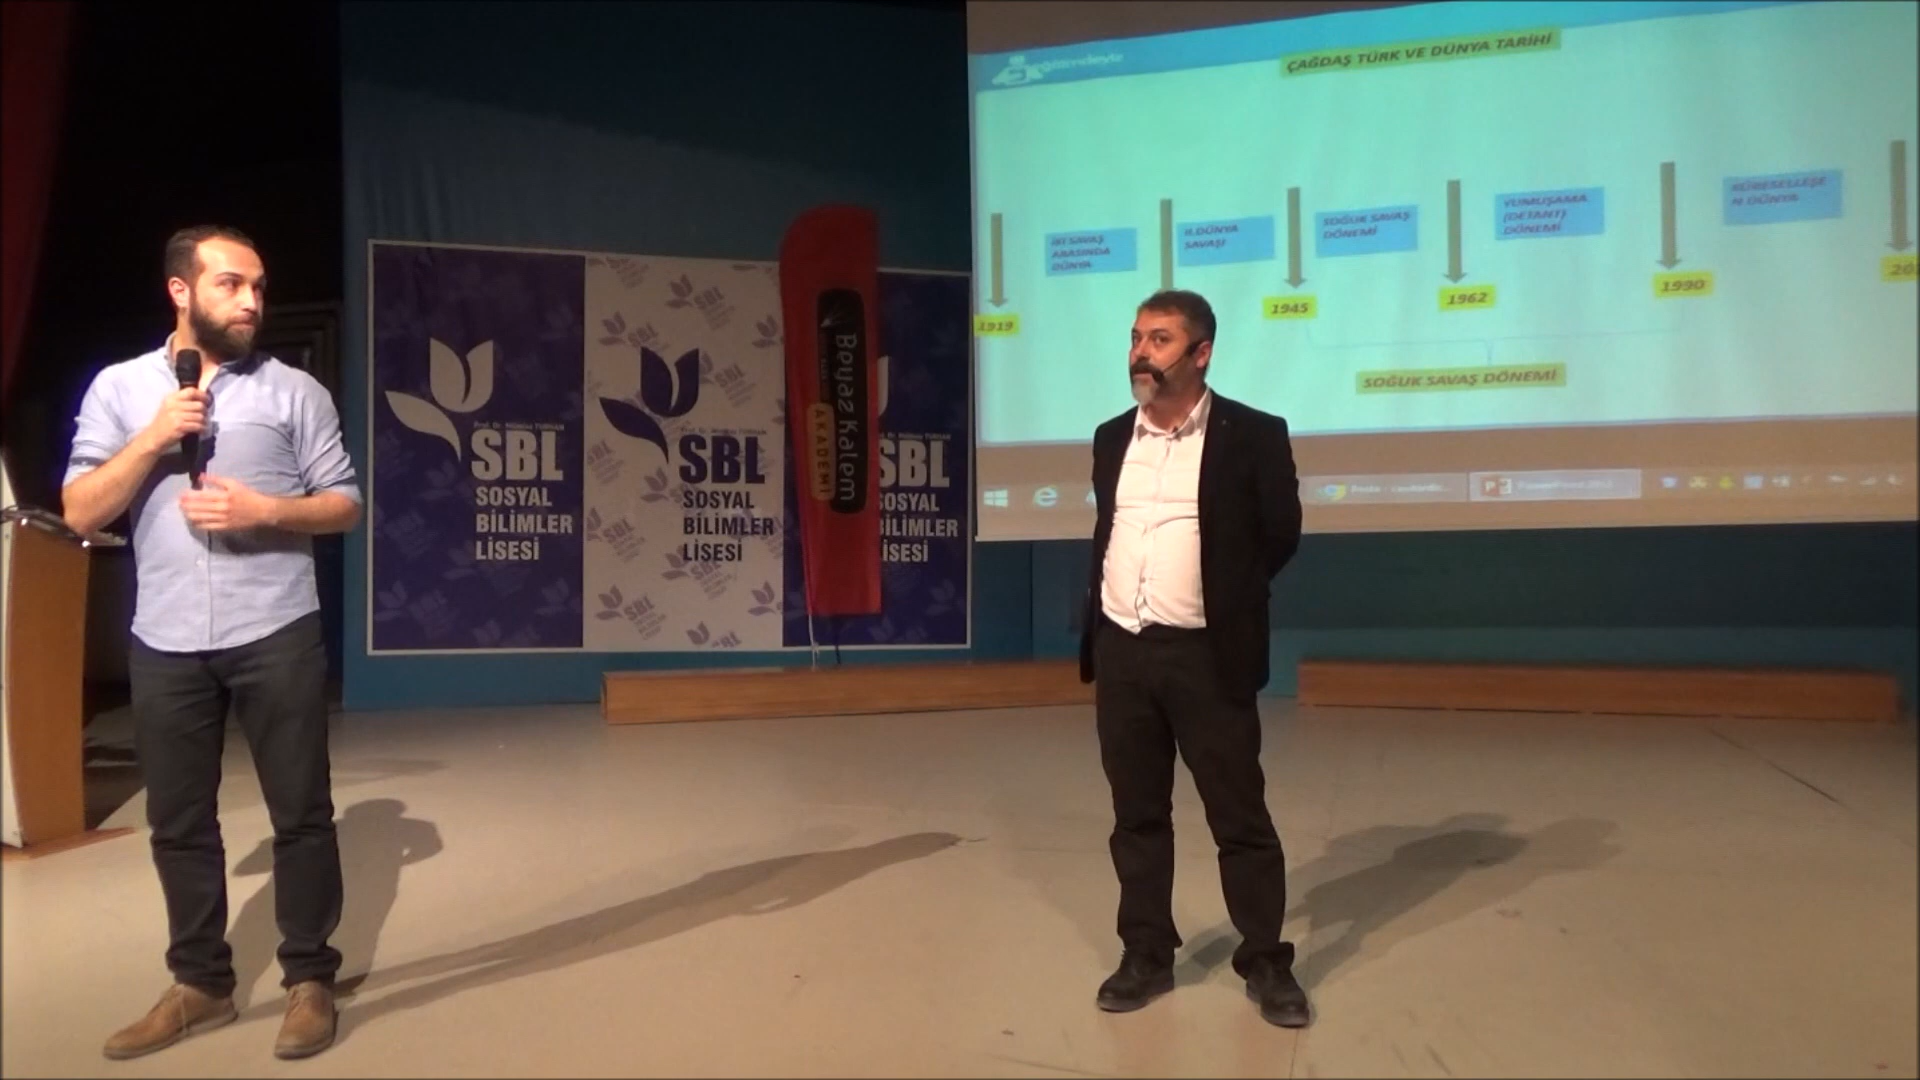 ÇAĞDAŞ TÜRK VE DÜNYA TARİHİ
İKİ SAVAŞ
ARASINDA
DÜNYA
II.DÜNYA
SAVAŞI
SOĞUK SAVAŞ
DÖNEMİ
YUMUŞAMA
(DETANT)
DÖNEMİ
KÜRESELLEŞE
N DÜNYA
1919
1945
1962
1990
20
SOĞUK SAVAŞ DÖNEMİ
SBL
SOSYAL
BİLİMLER
LİSESİ
SBL
SOSYAL
BİLİMLER
LİSESİ
Beyaz Kalem
AKADEMİ
SBL
SOSYAL
BİLİMLER
İSESİ